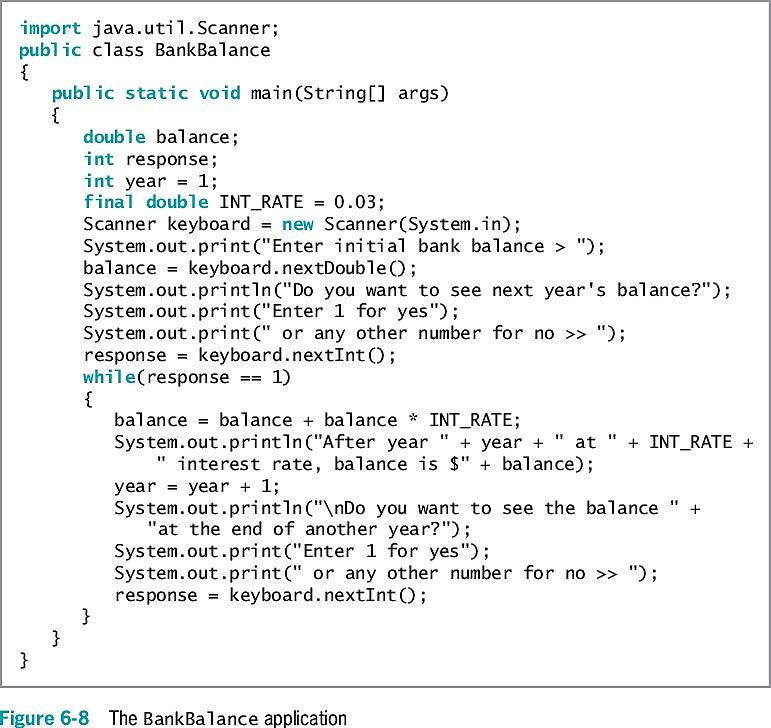 import java.util.Scanner;
public class BankBalance
{
   public static void main(String[] args)
   {
      double balance;
      int response;
      int year = 1;
      final double INT_RATE = 0.03;
      Scanner keyboard = new Scanner(System.in);
      System.out.print("Enter initial bank balance > ");
      balance = keyboard.nextDouble();
      System.out.println("Do you want to see next year's balance?");
      System.out.print("Enter 1 for yes");
      System.out.print(" or any other number for no >> ");
      response = keyboard.nextInt();
      while(response == 1)
      {
         balance = balance + balance * INT_RATE;
         System.out.println("After year " + year + " at " + INT_RATE +
             " interest rate, balance is $" + balance);
         year = year + 1;
         System.out.println("\nDo you want to see the balance " +
            "at the end of another year?");
         System.out.print("Enter 1 for yes");
         System.out.print(" or any other number for no >> ");
         response = keyboard.nextInt();
      }
   }
}
Figure 6-8 The BankBalance application